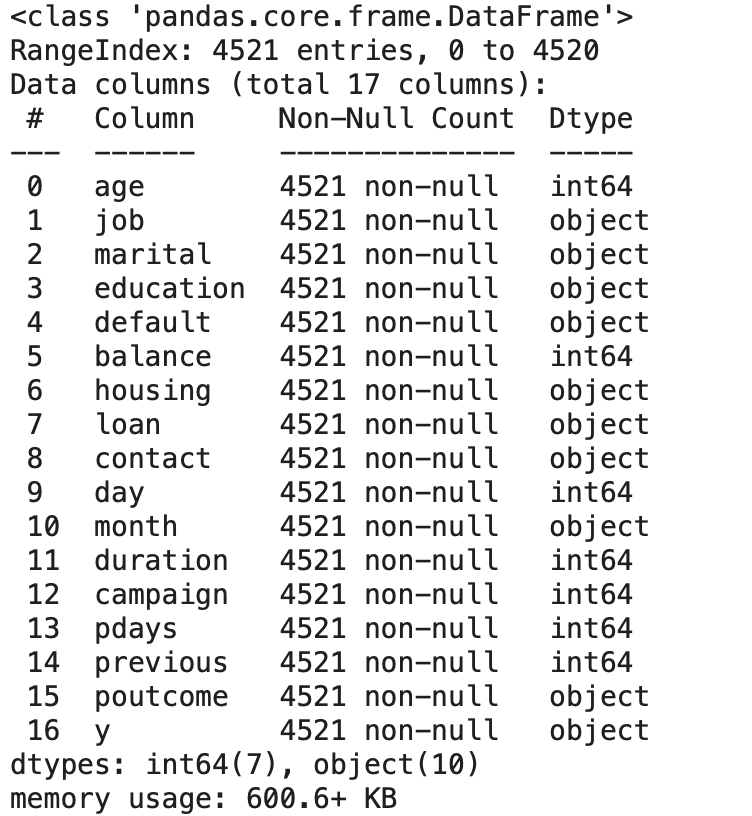 <class 'pandas.core.frame.DataFrame'>
RangeIndex: 4521 entries, 0 to 4520
Data columns (total 17 columns):
 #   Column     Non-Null Count  Dtype
---  ------     --------------  -----
 0   age        4521 non-null   int64
 1   job        4521 non-null   object
 2   marital    4521 non-null   object
 3   education  4521 non-null   object
 4   default    4521 non-null   object
 5   balance    4521 non-null   int64
 6   housing    4521 non-null   object
 7   loan       4521 non-null   object
 8   contact    4521 non-null   object
 9   day        4521 non-null   int64
 10  month      4521 non-null   object
 11  duration   4521 non-null   int64
 12  campaign   4521 non-null   int64
 13  pdays      4521 non-null   int64
 14  previous   4521 non-null   int64
 15  poutcome   4521 non-null   object
 16  y          4521 non-null   object
dtypes: int64(7), object(10)
memory usage: 600.6+ KB